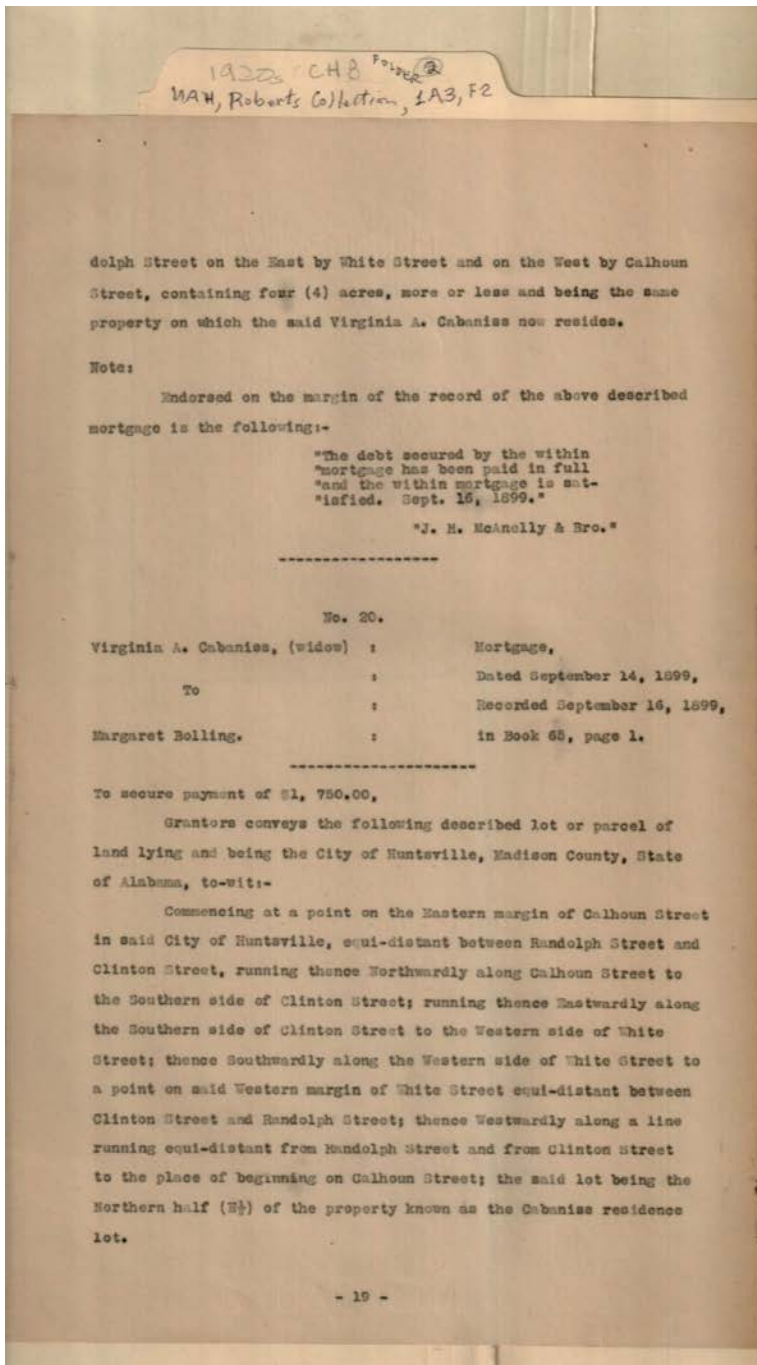 1920s CH8 FOLDER 2
UAH, Roberts Collection, 1A3, F2
dolph Street on the East by White Street and on the West by Calhoun
Street, containing four (4) acres, more or less and being the same
property on which the said Virginia A. Cabaniss now resides.
Note:
Endorsed on the margin of the record of the above described
mortgage is the following:-
"The debt secured by the within
"mortgage has been paid in full
"and the within mortgage is sat-
"isfied. Sept. 16, 1899."
"J. H. McAnelly & Bro."
-------------------
No. 20.
Virginia A. Cabaniss, (widow) : Mortgage,
: Dated September 14, 1899,
To
: Recorded September 16, 1899,
Margaret Bolling. : in Book 65, page 1.
----------------------
To secure payment of $1, 750.00,
Grantors conveys the following described lot or parcel of
land lying and being the City of Huntsville, Madison County, State
of Alabama, to-wit:-
Commencing at a point on the Eastern margin of Calhoun Street
in said City of Huntsville, equi-distant between Randolph Street and
Clinton Street, running thence Northwardly along Calhoun Street to
the Southern side of Clinton Street; running thence Eastwardly along
the Southern side of Clinton Street to the Western side of White
Street; thence Southwardly along the Western side of White Street to
a point on said Western margin of White Street equi-distant between
Clinton Street and Randolph Street; thence Westwardly along a line
running equi-distant from Randolph Street and from Clinton Street
to the place of beginning on Calhoun Street; the said lot being the
Northern half (N½) of the property known as the Cabaniss residence
lot.
- 19 -